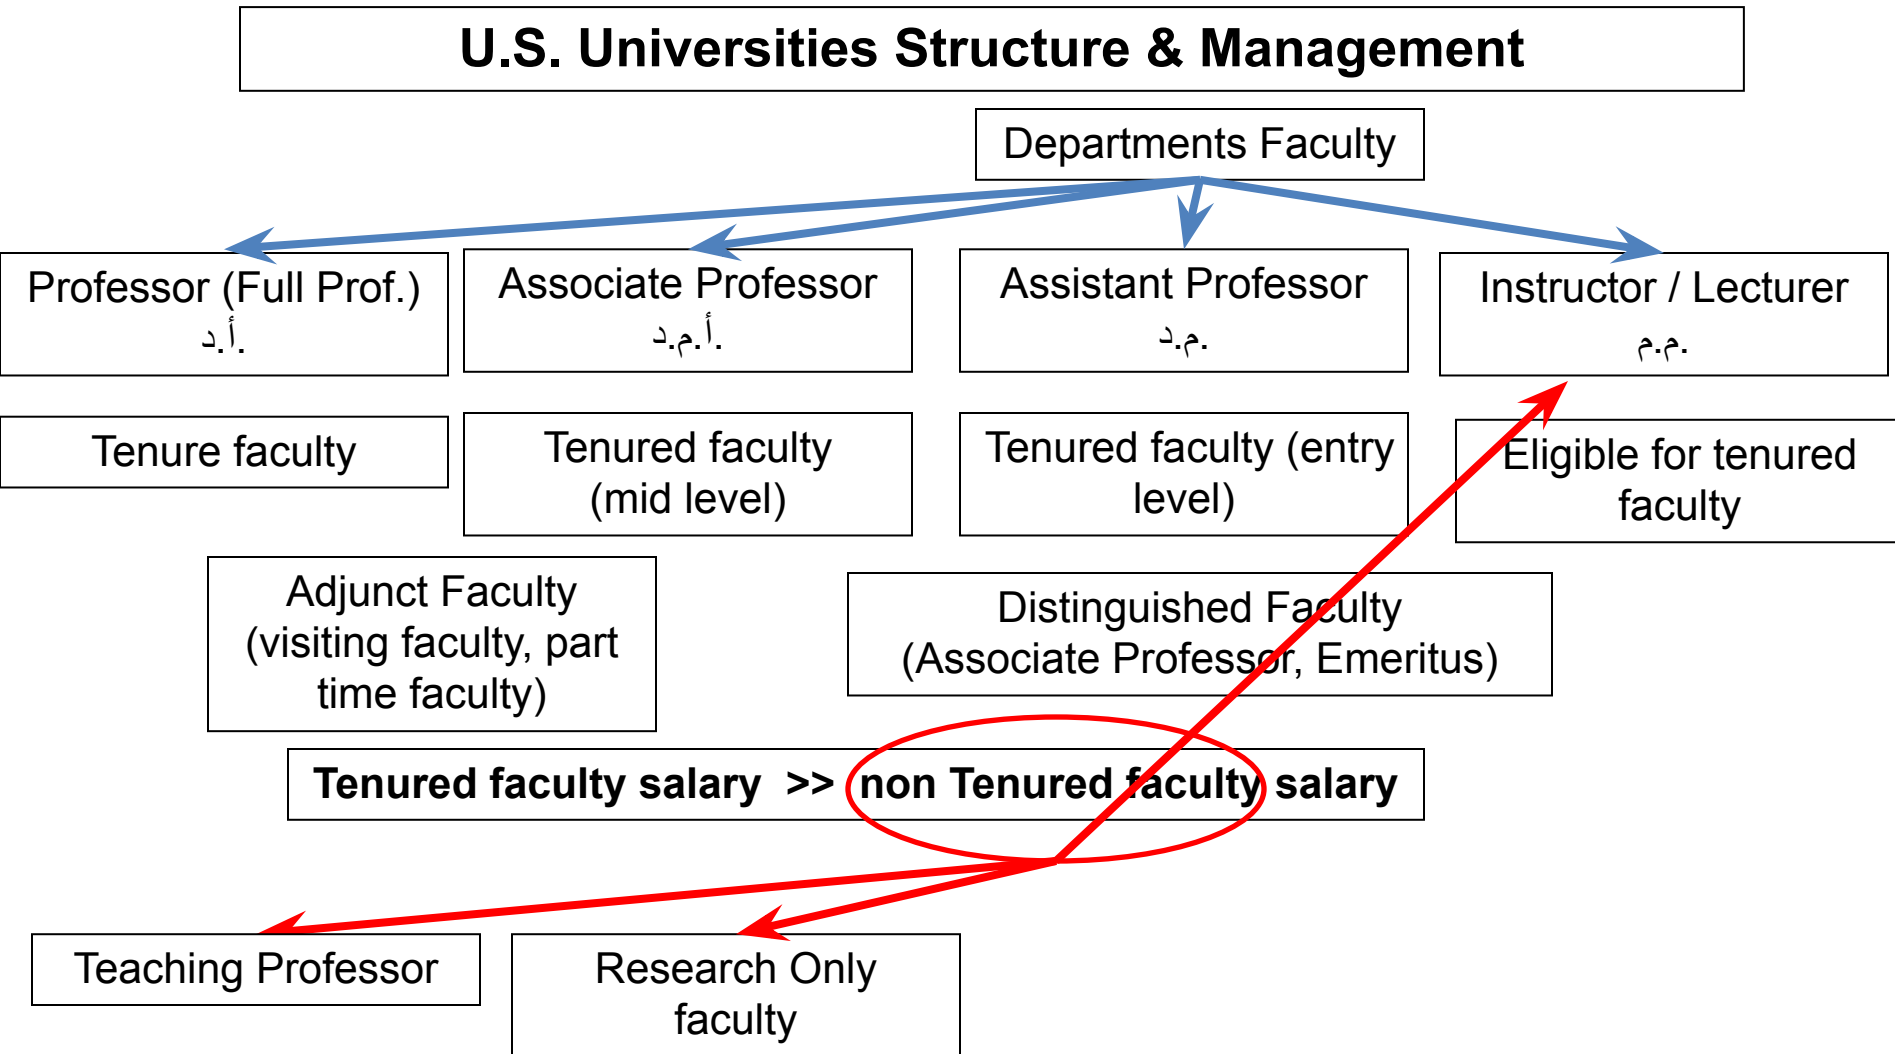 U.S. Universities Structure & Management
Departments Faculty
Professor (Full Prof.)
أ.د.
Associate Professor
أ.م.د.
Assistant Professor
م.د.
Instructor / Lecturer
م.م.
Tenure faculty
Tenured faculty
(mid level)
Tenured faculty (entry
level)
Eligible for tenured
faculty
Adjunct Faculty
(visiting faculty, part
time faculty)
Distinguished Faculty
(Associate Professor, Emeritus)
Tenured faculty salary >> non Tenured faculty salary
Teaching Professor
Research Only
faculty